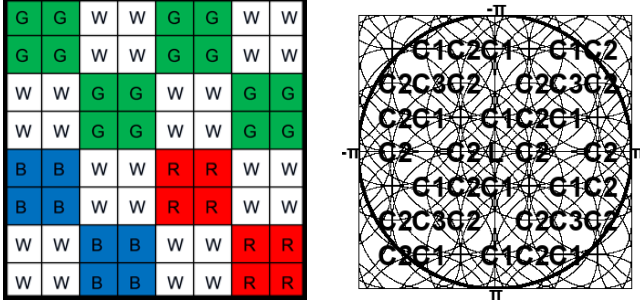 G G W W G G W W
G G W W G G W W
W W G G W W G G
W W G G W W G G
B B W W R R W W
B B W W R R W W
W W B B W W R R
W W B B W W R R
-π
C1C2C1 C1C2
C2C3C2 C2C3C2
C2C1 C1C2C1
-π C2 C2 L C2 C2 π
C1C2C1 C1C2
C2C3C2 C2C3C2
C2C1 C1C2C1
π